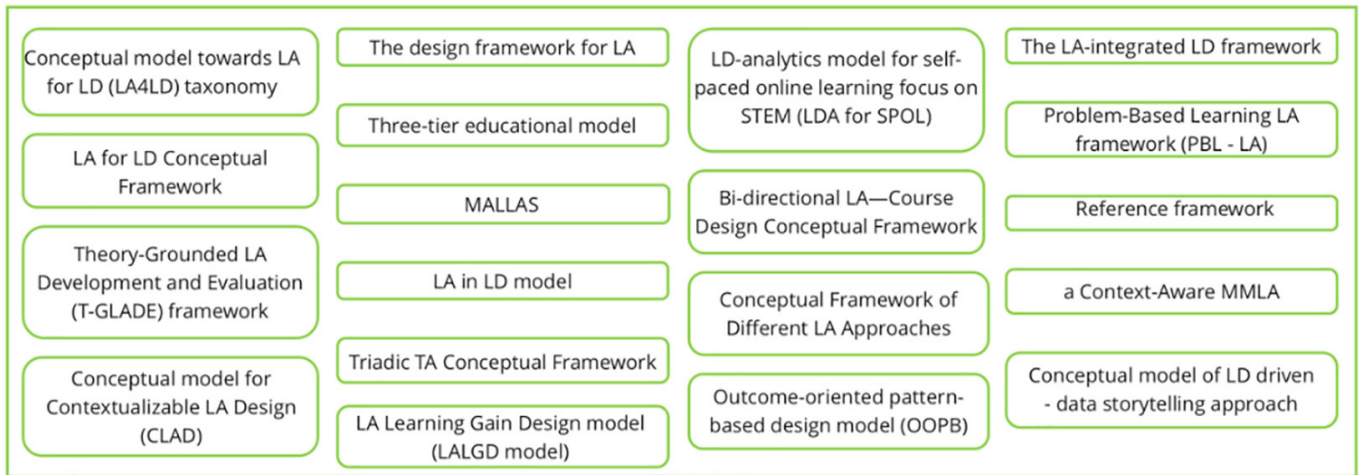 Conceptual model towards LA
for LD (LA4LD) taxonomy
LA for LD Conceptual
Framework
Theory-Grounded LA
Development and Evaluation
(T-GLADE) framework
Conceptual model for
Contextualizable LA Design
(CLAD)
The design framework for LA
Three-tier educational model
MALLAS
LA in LD model
Triadic TA Conceptual Framework
LA Learning Gain Design model
(LALGD model)
LD-analytics model for self-
paced online learning focus on
STEM (LDA for SPOL)
Bi-directional LA—Course
Design Conceptual Framework
Conceptual Framework of
Different LA Approaches
Outcome-oriented pattern-
based design model (OOPB)
The LA-integrated LD framework
Problem-Based Learning LA
framework (PBL - LA)
Reference framework
a Context-Aware MMLA
Conceptual model of LD driven
- data storytelling approach